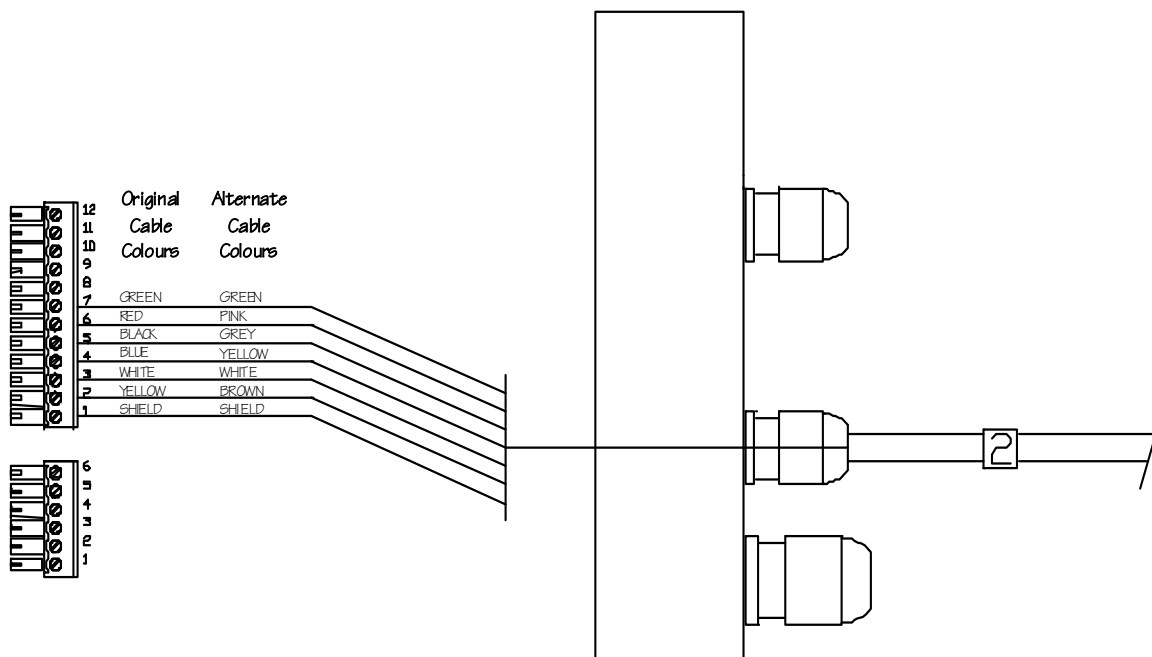 Original Alternate
Cable Cable
Colours Colours
12
11
10
9
8
7 GREEN GREEN
6 RED PINK
5 BLACK GREY
4 BLUE YELLOW
3 WHITE WHITE
2 YELLOW BROWN
1 SHIELD SHIELD
2
6
5
4
3
2
1